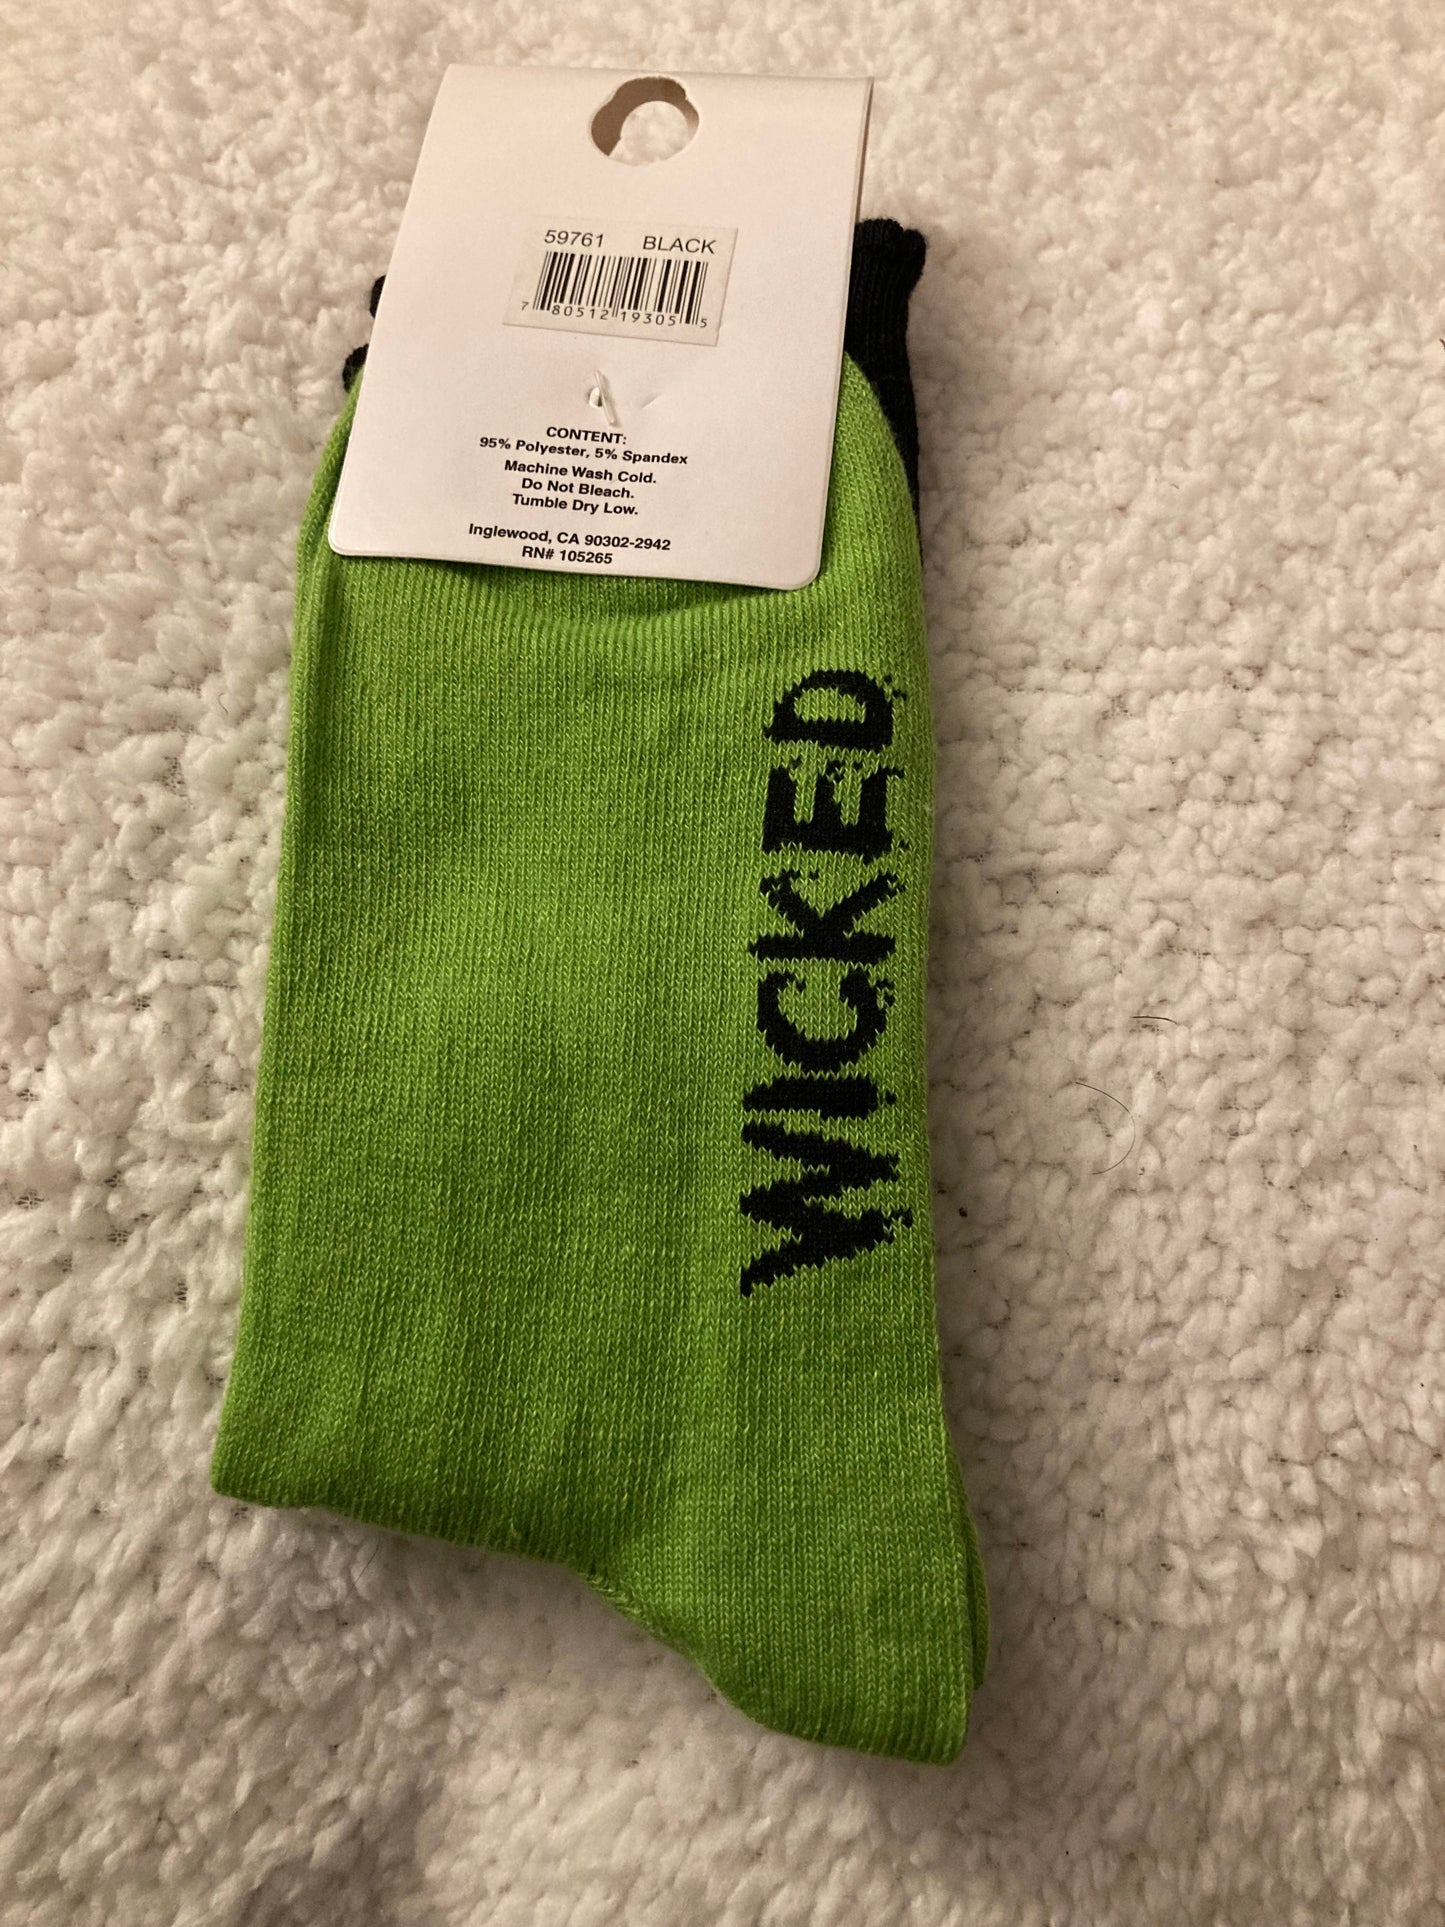 59761 BLACK
7 80512 19305 5
CONTENT:
95% Polyester, 5% Spandex
Machine Wash Cold.
Do Not Bleach.
Tumble Dry Low.
Inglewood, CA 90302-2942
RN# 105265
WICKED